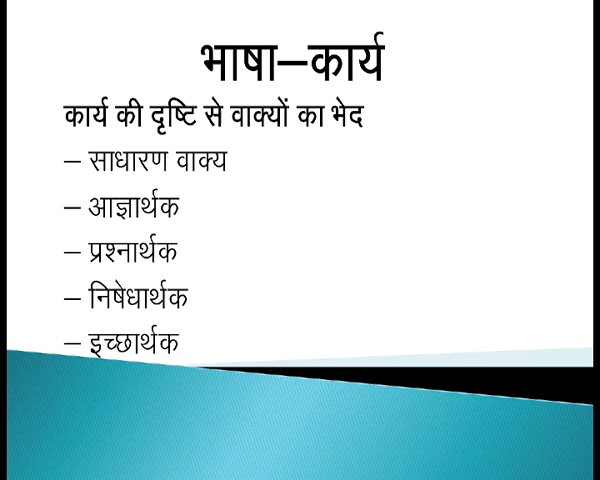 भाषा–कार्य
कार्य की दृष्टि से वाक्यों का भेद
– साधारण वाक्य
– आज्ञार्थक
– प्रश्नार्थक
– निषेधार्थक
– इच्छार्थक